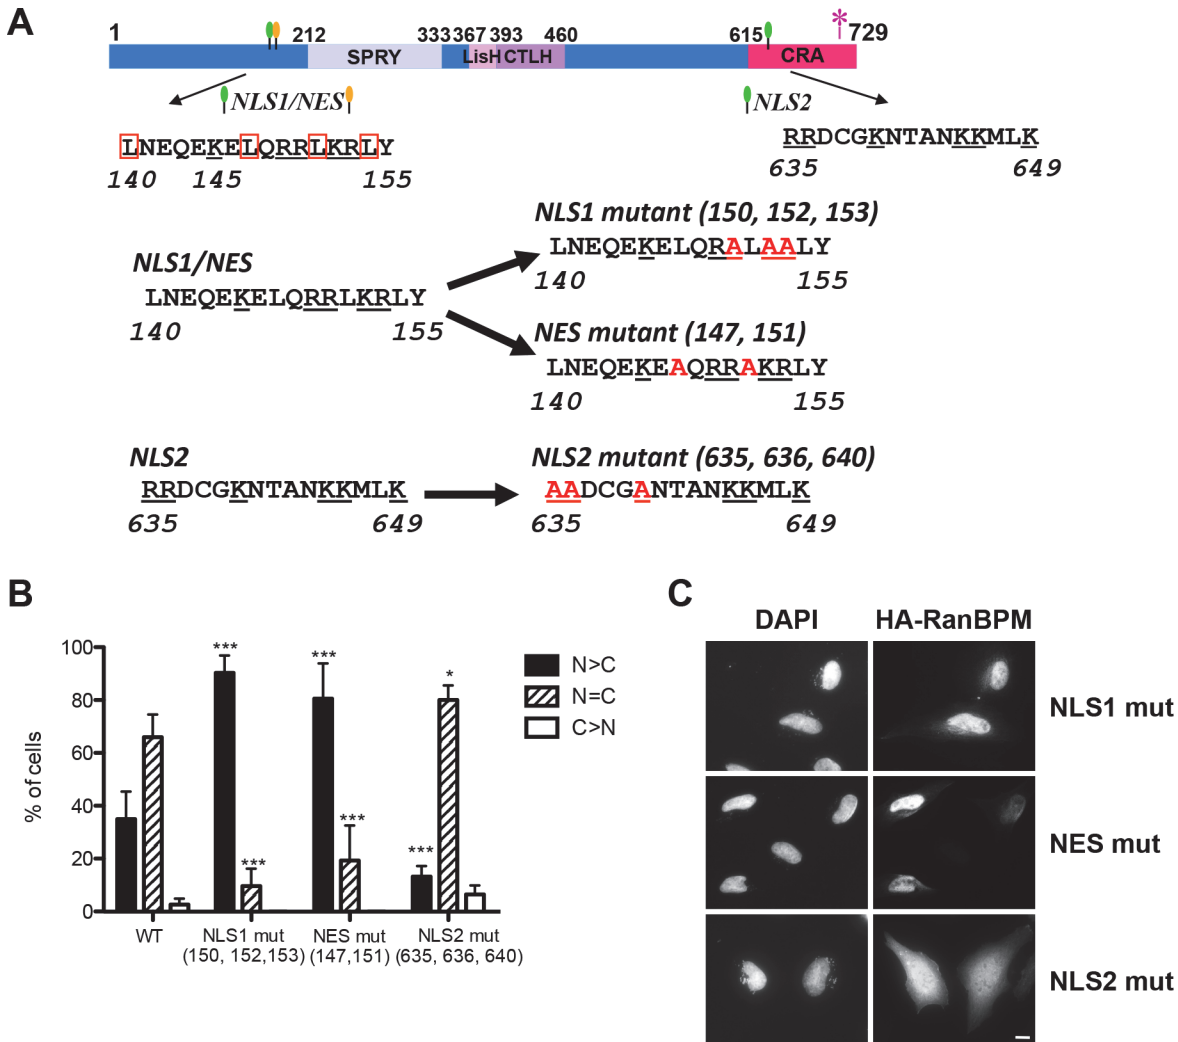 A
1 212 333 367 393 460 615 * 729
SPRY LisH CTLH CRA
NLS1/NES NLS2
LNEQEKELQRRLKRLY
140 145 155
RRDCGKNTANKKMLK
635 649
NLS1 mutant (150, 152, 153)
LNEQEKELQRALAALY
140 155
NLS1/NES
LNEQEKELQRRLKRLY
140 155
NES mutant (147, 151)
LNEQEKEAQRRAKRLY
140 155
NLS2
RRDCGKNTANKKMLK
635 649
NLS2 mutant (635, 636, 640)
AADCGANTANKKMLK
635 649
B
% of cells
100
80
60
40
20
0
*** *** *** *** *** *
N>C
N=C
C>N
WT
NLS1 mut
(150, 152,153)
NES mut
(147,151)
NLS2 mut
(635, 636, 640)
C
DAPI HA-RanBPM
NLS1 mut
NES mut
NLS2 mut